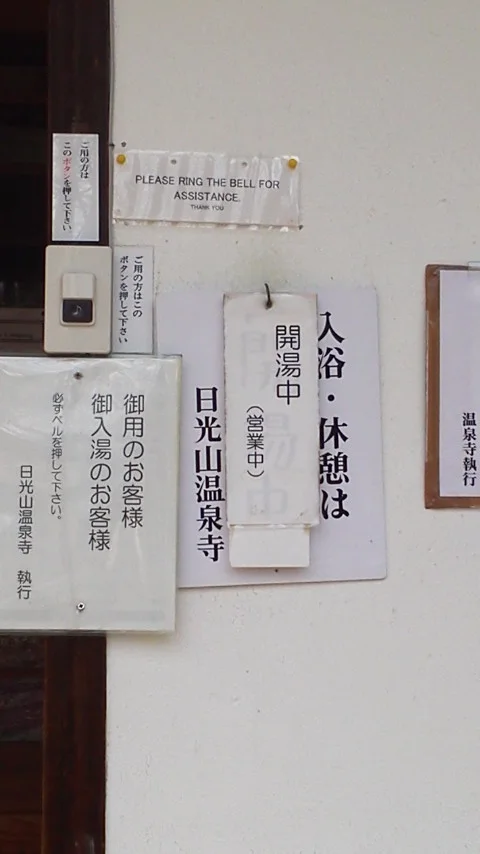 ご用の方は
このボタンを押して下さい
PLEASE RING THE BELL FOR
ASSISTANCE.
THANK YOU
ご用の方はこの
ボタンを押して下さい
御用のお客様
御入湯のお客様
必ずベルを押して下さい。
日光山温泉寺 執行
入浴・休憩は
開湯中
(営業中)
日光山温泉寺
温泉寺執行